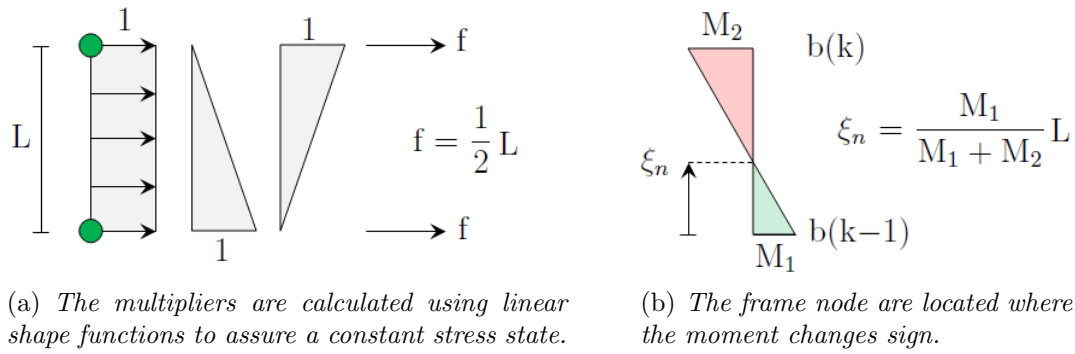 1
1
f
L
f = 1/2 L
1
f
M₂
b(k)
ξₙ = M₁/(M₁ + M₂) L
ξₙ
b(k−1)
M₁
(a) The multipliers are calculated using linear
shape functions to assure a constant stress state.
(b) The frame node are located where
the moment changes sign.